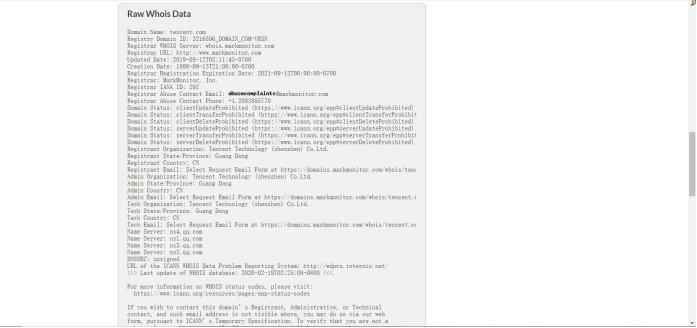 Raw Whois Data
Domain Name: tencent.com
Registry Domain ID: 3216596_DOMAIN_COM-VRSN
Registrar WHOIS Server: whois.markmonitor.com
Registrar URL: http://www.markmonitor.com
Updated Date: 2019-08-12T02:11:43-0700
Creation Date: 1998-09-13T21:00:00-0700
Registrar Registration Expiration Date: 2021-09-12T00:00:00-0700
Registrar: MarkMonitor, Inc.
Registrar IANA ID: 292
Registrar Abuse Contact Email: abusecomplaints@markmonitor.com
Registrar Abuse Contact Phone: +1.2083895770
Domain Status: clientUpdateProhibited (https://www.icann.org/epp#clientUpdateProhibited)
Domain Status: clientTransferProhibited (https://www.icann.org/epp#clientTransferProhibit
Domain Status: clientDeleteProhibited (https://www.icann.org/epp#clientDeleteProhibited)
Domain Status: serverUpdateProhibited (https://www.icann.org/epp#serverUpdateProhibited)
Domain Status: serverTransferProhibited (https://www.icann.org/epp#serverTransferProhibit
Domain Status: serverDeleteProhibited (https://www.icann.org/epp#serverDeleteProhibited)
Registrant Organization: Tencent Technology (shenzhen) Co.Ltd.
Registrant State/Province: Guang Dong
Registrant Country: CN
Registrant Email: Select Request Email Form at https://domains.markmonitor.com/whois/tenc
Admin Organization: Tencent Technology (shenzhen) Co.Ltd.
Admin State/Province: Guang Dong
Admin Country: CN
Admin Email: Select Request Email Form at https://domains.markmonitor.com/whois/tencent.c
Tech Organization: Tencent Technology (shenzhen) Co.Ltd.
Tech State/Province: Guang Dong
Tech Country: CN
Tech Email: Select Request Email Form at https://domains.markmonitor.com/whois/tencent.co
Name Server: ns4.qq.com
Name Server: ns1.qq.com
Name Server: ns3.qq.com
Name Server: ns2.qq.com
DNSSEC: unsigned
URL of the ICANN WHOIS Data Problem Reporting System: http://wdprs.internic.net/
>>> Last update of WHOIS database: 2020-02-19T02:25:08-0800 <<<
For more information on WHOIS status codes, please visit:
https://www.icann.org/resources/pages/epp-status-codes
If you wish to contact this domain's Registrant, Administrative, or Technical
contact, and such email address is not visible above, you may do so via our web
form, pursuant to ICANN's Temporary Specification. To verify that you are not a